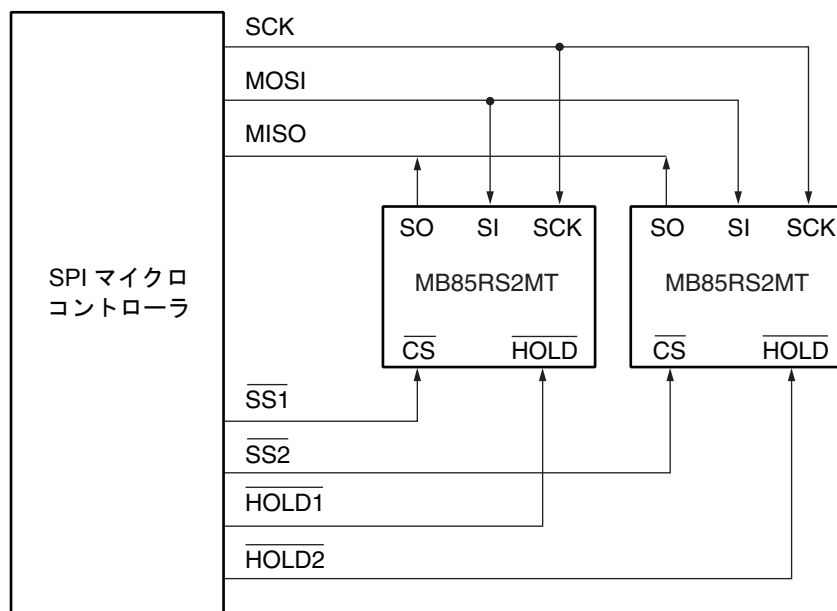 SCK
MOSI
MISO
SO SI SCK
MB85RS2MT
CS HOLD
SO SI SCK
MB85RS2MT
CS HOLD
SPI マイクロ
コントローラ
SS1
SS2
HOLD1
HOLD2